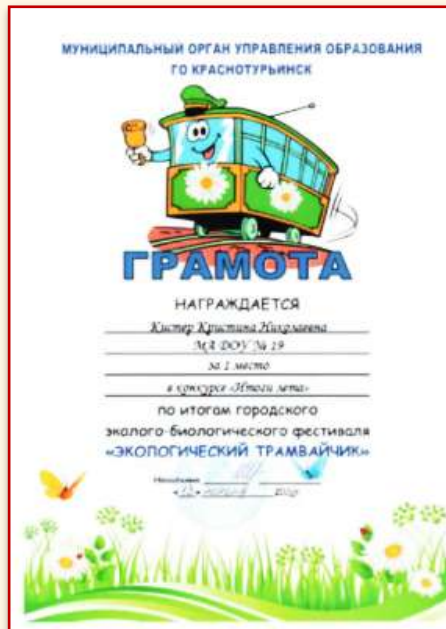 МУНИЦИПАЛЬНЫЙ ОРГАН УПРАВЛЕНИЯ ОБРАЗОВАНИЯ
ГО КРАСНОТУРЬИНСК
ГРАМОТА
НАГРАЖДАЕТСЯ
Кистер Кристина Николаевна
МА ДОУ № 19
за 1 место
в конкурсе «Итоги лета»
по итогам городского
эколого-биологического фестиваля
«ЭКОЛОГИЧЕСКИЙ ТРАМВАЙЧИК»